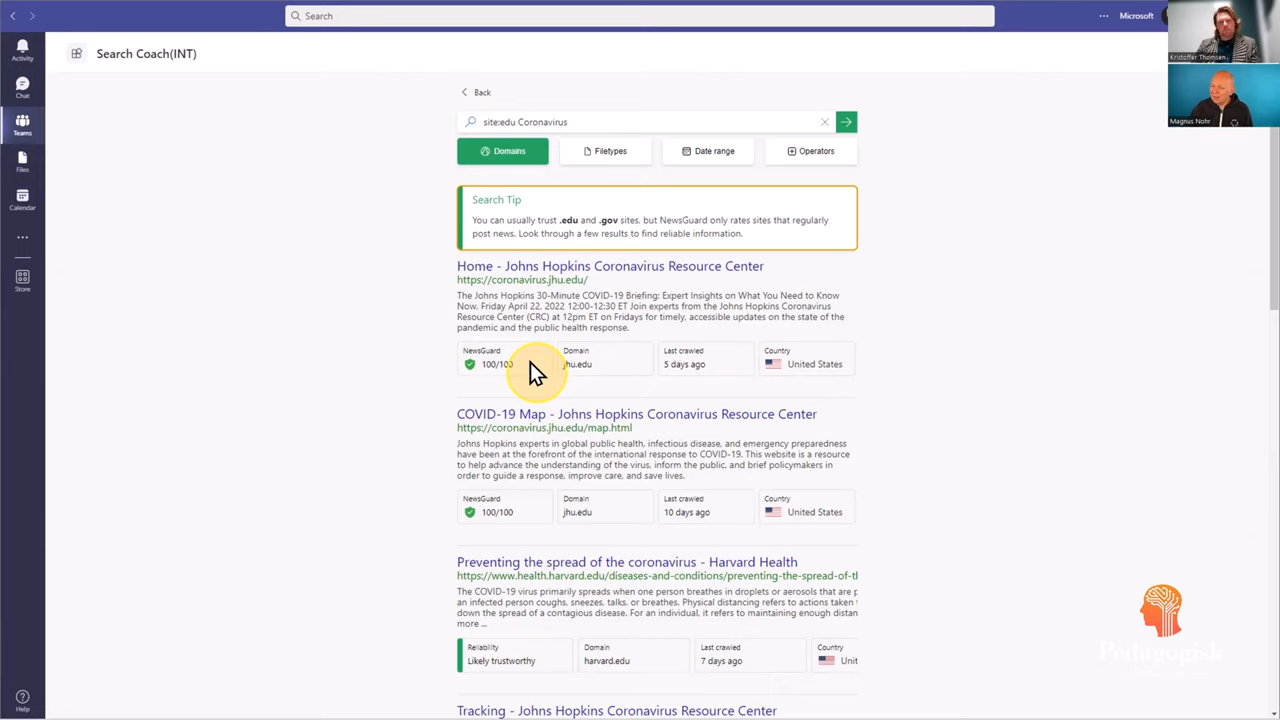 Search
Microsoft
Kristoffer Thomsen
Magnus Nohr
Activity
Chat
Teams
Files
Calendar
Store
Help
Search Coach(INT)
Back
site:edu Coronavirus
Domains
Filetypes
Date range
Operators
Search Tip
You can usually trust .edu and .gov sites, but NewsGuard only rates sites that regularly
post news. Look through a few results to find reliable information.
Home - Johns Hopkins Coronavirus Resource Center
https://coronavirus.jhu.edu/
The Johns Hopkins 30-Minute COVID-19 Briefing: Expert Insights on What You Need to Know
Now. Friday April 22, 2022 12:00-12:30 ET Join experts from the Johns Hopkins Coronavirus
Resource Center (CRC) at 12pm ET on Fridays for timely, accessible updates on the state of the
pandemic and the public health response.
NewsGuard
100/100
Domain
jhu.edu
Last crawled
5 days ago
Country
United States
COVID-19 Map - Johns Hopkins Coronavirus Resource Center
https://coronavirus.jhu.edu/map.html
Johns Hopkins experts in global public health, infectious disease, and emergency preparedness
have been at the forefront of the international response to COVID-19. This website is a resource
to help advance the understanding of the virus, inform the public, and brief policymakers in
order to guide a response, improve care, and save lives.
NewsGuard
100/100
Domain
jhu.edu
Last crawled
10 days ago
Country
United States
Preventing the spread of the coronavirus - Harvard Health
https://www.health.harvard.edu/diseases-and-conditions/preventing-the-spread-of-th
The COVID-19 virus primarily spreads when one person breathes in droplets or aerosols that are p
an infected person coughs, sneezes, talks, or breathes. Physical distancing refers to actions taken t
down the spread of a contagious disease. For an individual, it refers to maintaining enough distan
more ...
Reliability
Likely trustworthy
Domain
harvard.edu
Last crawled
7 days ago
Country
Unit
Tracking - Johns Hopkins Coronavirus Resource Center
Pedagogisk